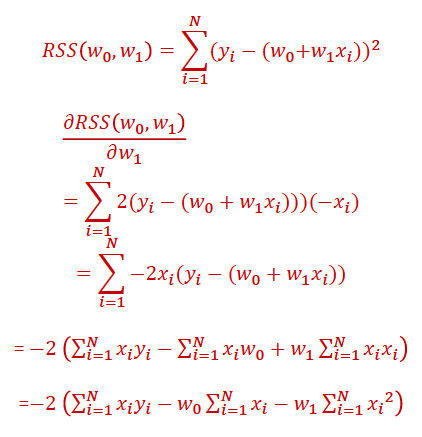 RSS(w₀, w₁) = ∑ᵢ₌₁ᴺ (yᵢ − (w₀+w₁xᵢ))²
∂RSS(w₀, w₁)/∂w₁
= ∑ᵢ₌₁ᴺ 2(yᵢ − (w₀ + w₁xᵢ)))(−xᵢ)
= ∑ᵢ₌₁ᴺ −2xᵢ(yᵢ − (w₀ + w₁xᵢ))
= −2 (∑ᵢ₌₁ᴺ xᵢyᵢ − ∑ᵢ₌₁ᴺ xᵢw₀ + w₁ ∑ᵢ₌₁ᴺ xᵢxᵢ)
=−2 (∑ᵢ₌₁ᴺ xᵢyᵢ − w₀ ∑ᵢ₌₁ᴺ xᵢ − w₁ ∑ᵢ₌₁ᴺ xᵢ²)